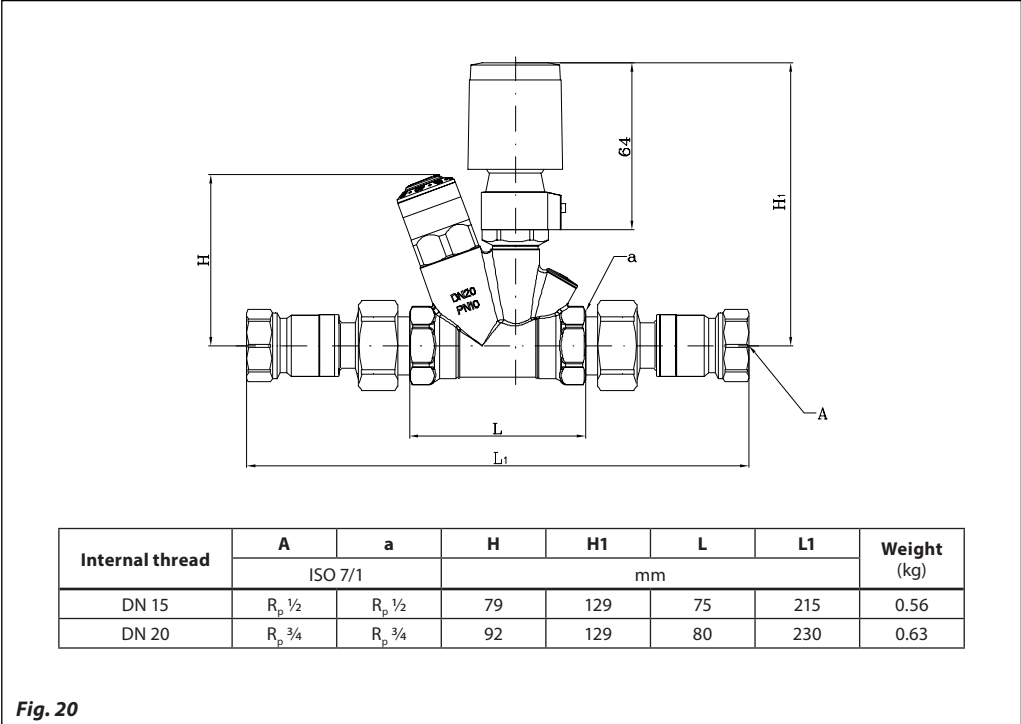 64
H1
H
a
DN20
PN10
A
L
L1
Internal thread A a H H1 L L1 Weight
ISO 7/1 mm (kg)
DN 15 Rp ½ Rp ½ 79 129 75 215 0.56
DN 20 Rp ¾ Rp ¾ 92 129 80 230 0.63
Fig. 20